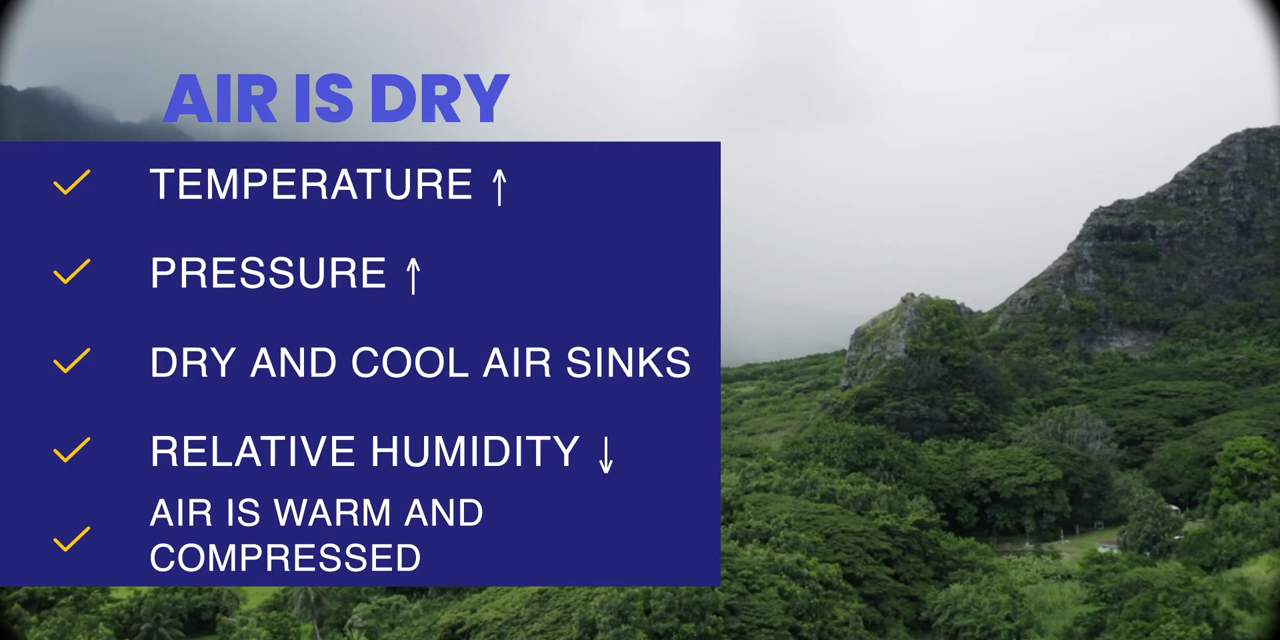 AIR IS DRY
TEMPERATURE ↑
PRESSURE ↑
DRY AND COOL AIR SINKS
RELATIVE HUMIDITY ↓
AIR IS WARM AND
COMPRESSED